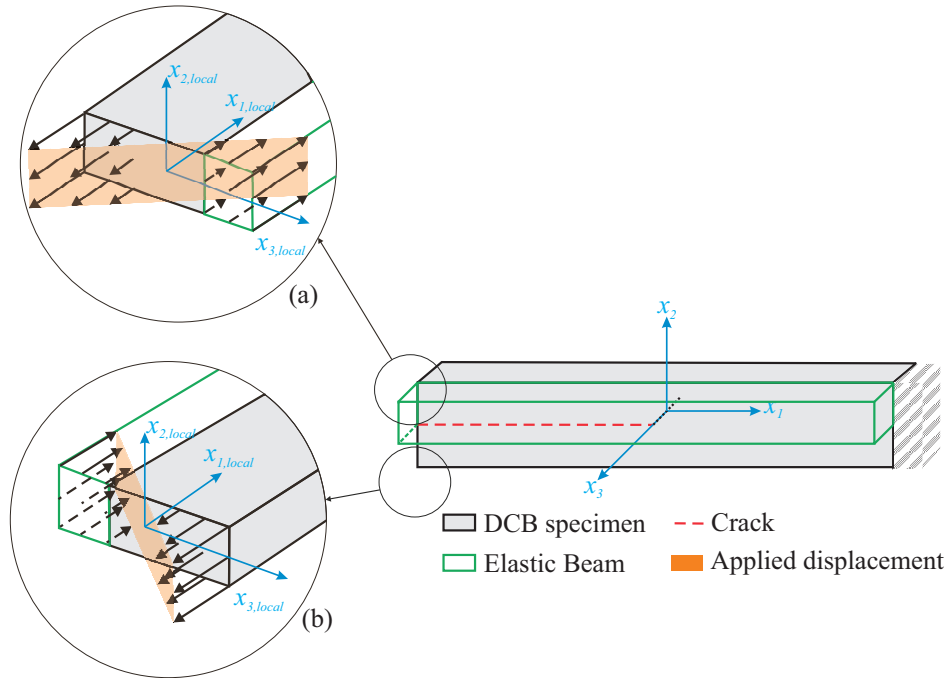 x2,local
x1,local
x3,local
(a)
x2,local
x1,local
x3,local
(b)
x2
x1
x3
DCB specimen
Crack
Elastic Beam
Applied displacement